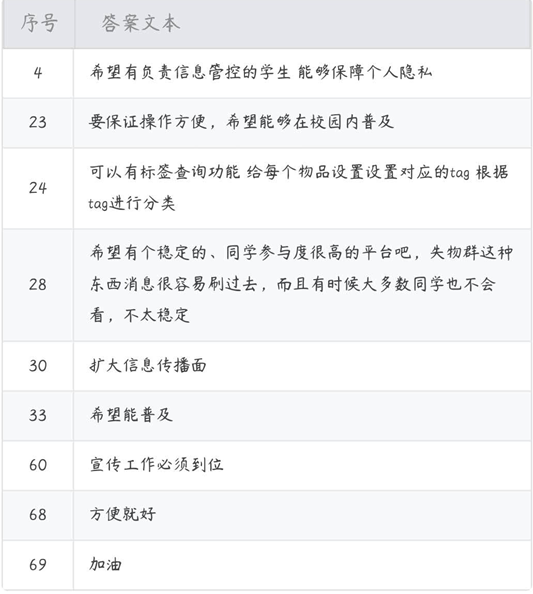 序号 答案文本
4 希望有负责信息管控的学生 能够保障个人隐私
23 要保证操作方便，希望能够在校园内普及
24 可以有标签查询功能 给每个物品设置设置对应的tag 根据
tag进行分类
28 希望有个稳定的、同学参与度很高的平台吧，失物群这种
东西消息很容易刷过去，而且有时候大多数同学也不会
看，不太稳定
30 扩大信息传播面
33 希望能普及
60 宣传工作必须到位
68 方便就好
69 加油